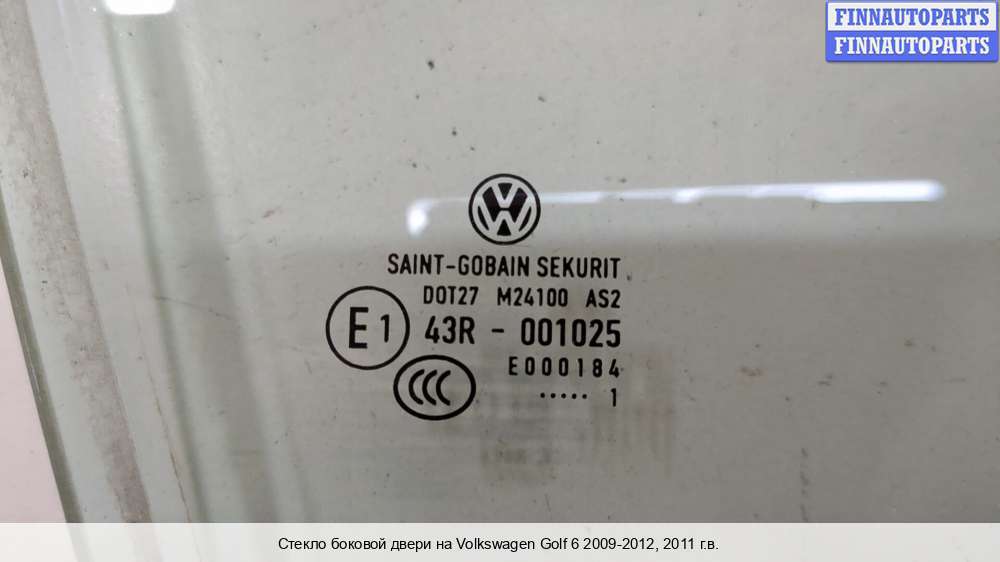 FINNAUTOPARTS
FINNAUTOPARTS
SAINT-GOBAIN SEKURIT
DOT27 M24100 AS2
E1 43R - 001025
E000184
CCC ..... 1
Стекло боковой двери на Volkswagen Golf 6 2009-2012, 2011 г.в.